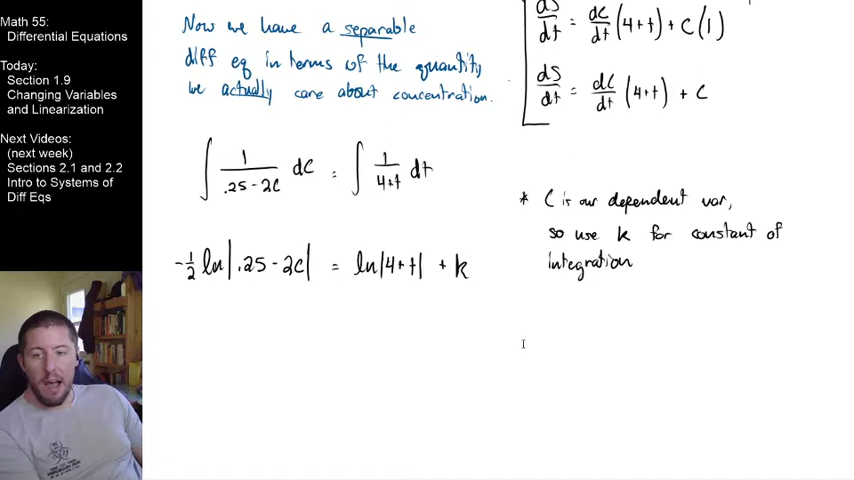 Math 55:
Differential Equations
Today:
Section 1.9
Changing Variables
and Linearization
Next Videos:
(next week)
Sections 2.1 and 2.2
Intro to Systems of
Diff Eqs
Now we have a separable
diff eq in terms of the quantity
we actually care about concentration.
dS/dt = dC/dt (4+t) + C(1)
dS/dt = dC/dt (4+t) + C
∫ 1/(.25-2C) dC = ∫ 1/(4+t) dt
-1/2 ln|.25-2C| = ln|4+t| + k
* C is our dependent var,
so use k for constant of
integration